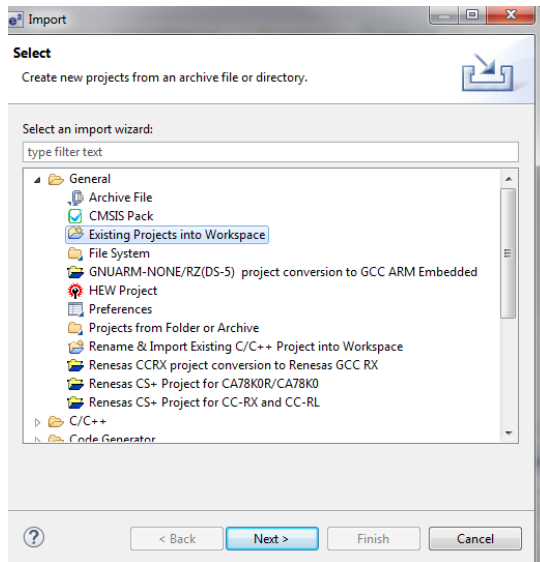 e² Import
Select
Create new projects from an archive file or directory.
Select an import wizard:
type filter text
General
Archive File
CMSIS Pack
Existing Projects into Workspace
File System
GNUARM-NONE/RZ(DS-5) project conversion to GCC ARM Embedded
HEW Project
Preferences
Projects from Folder or Archive
Rename & Import Existing C/C++ Project into Workspace
Renesas CCRX project conversion to Renesas GCC RX
Renesas CS+ Project for CA78K0R/CA78K0
Renesas CS+ Project for CC-RX and CC-RL
C/C++
Code Generator
? < Back Next > Finish Cancel